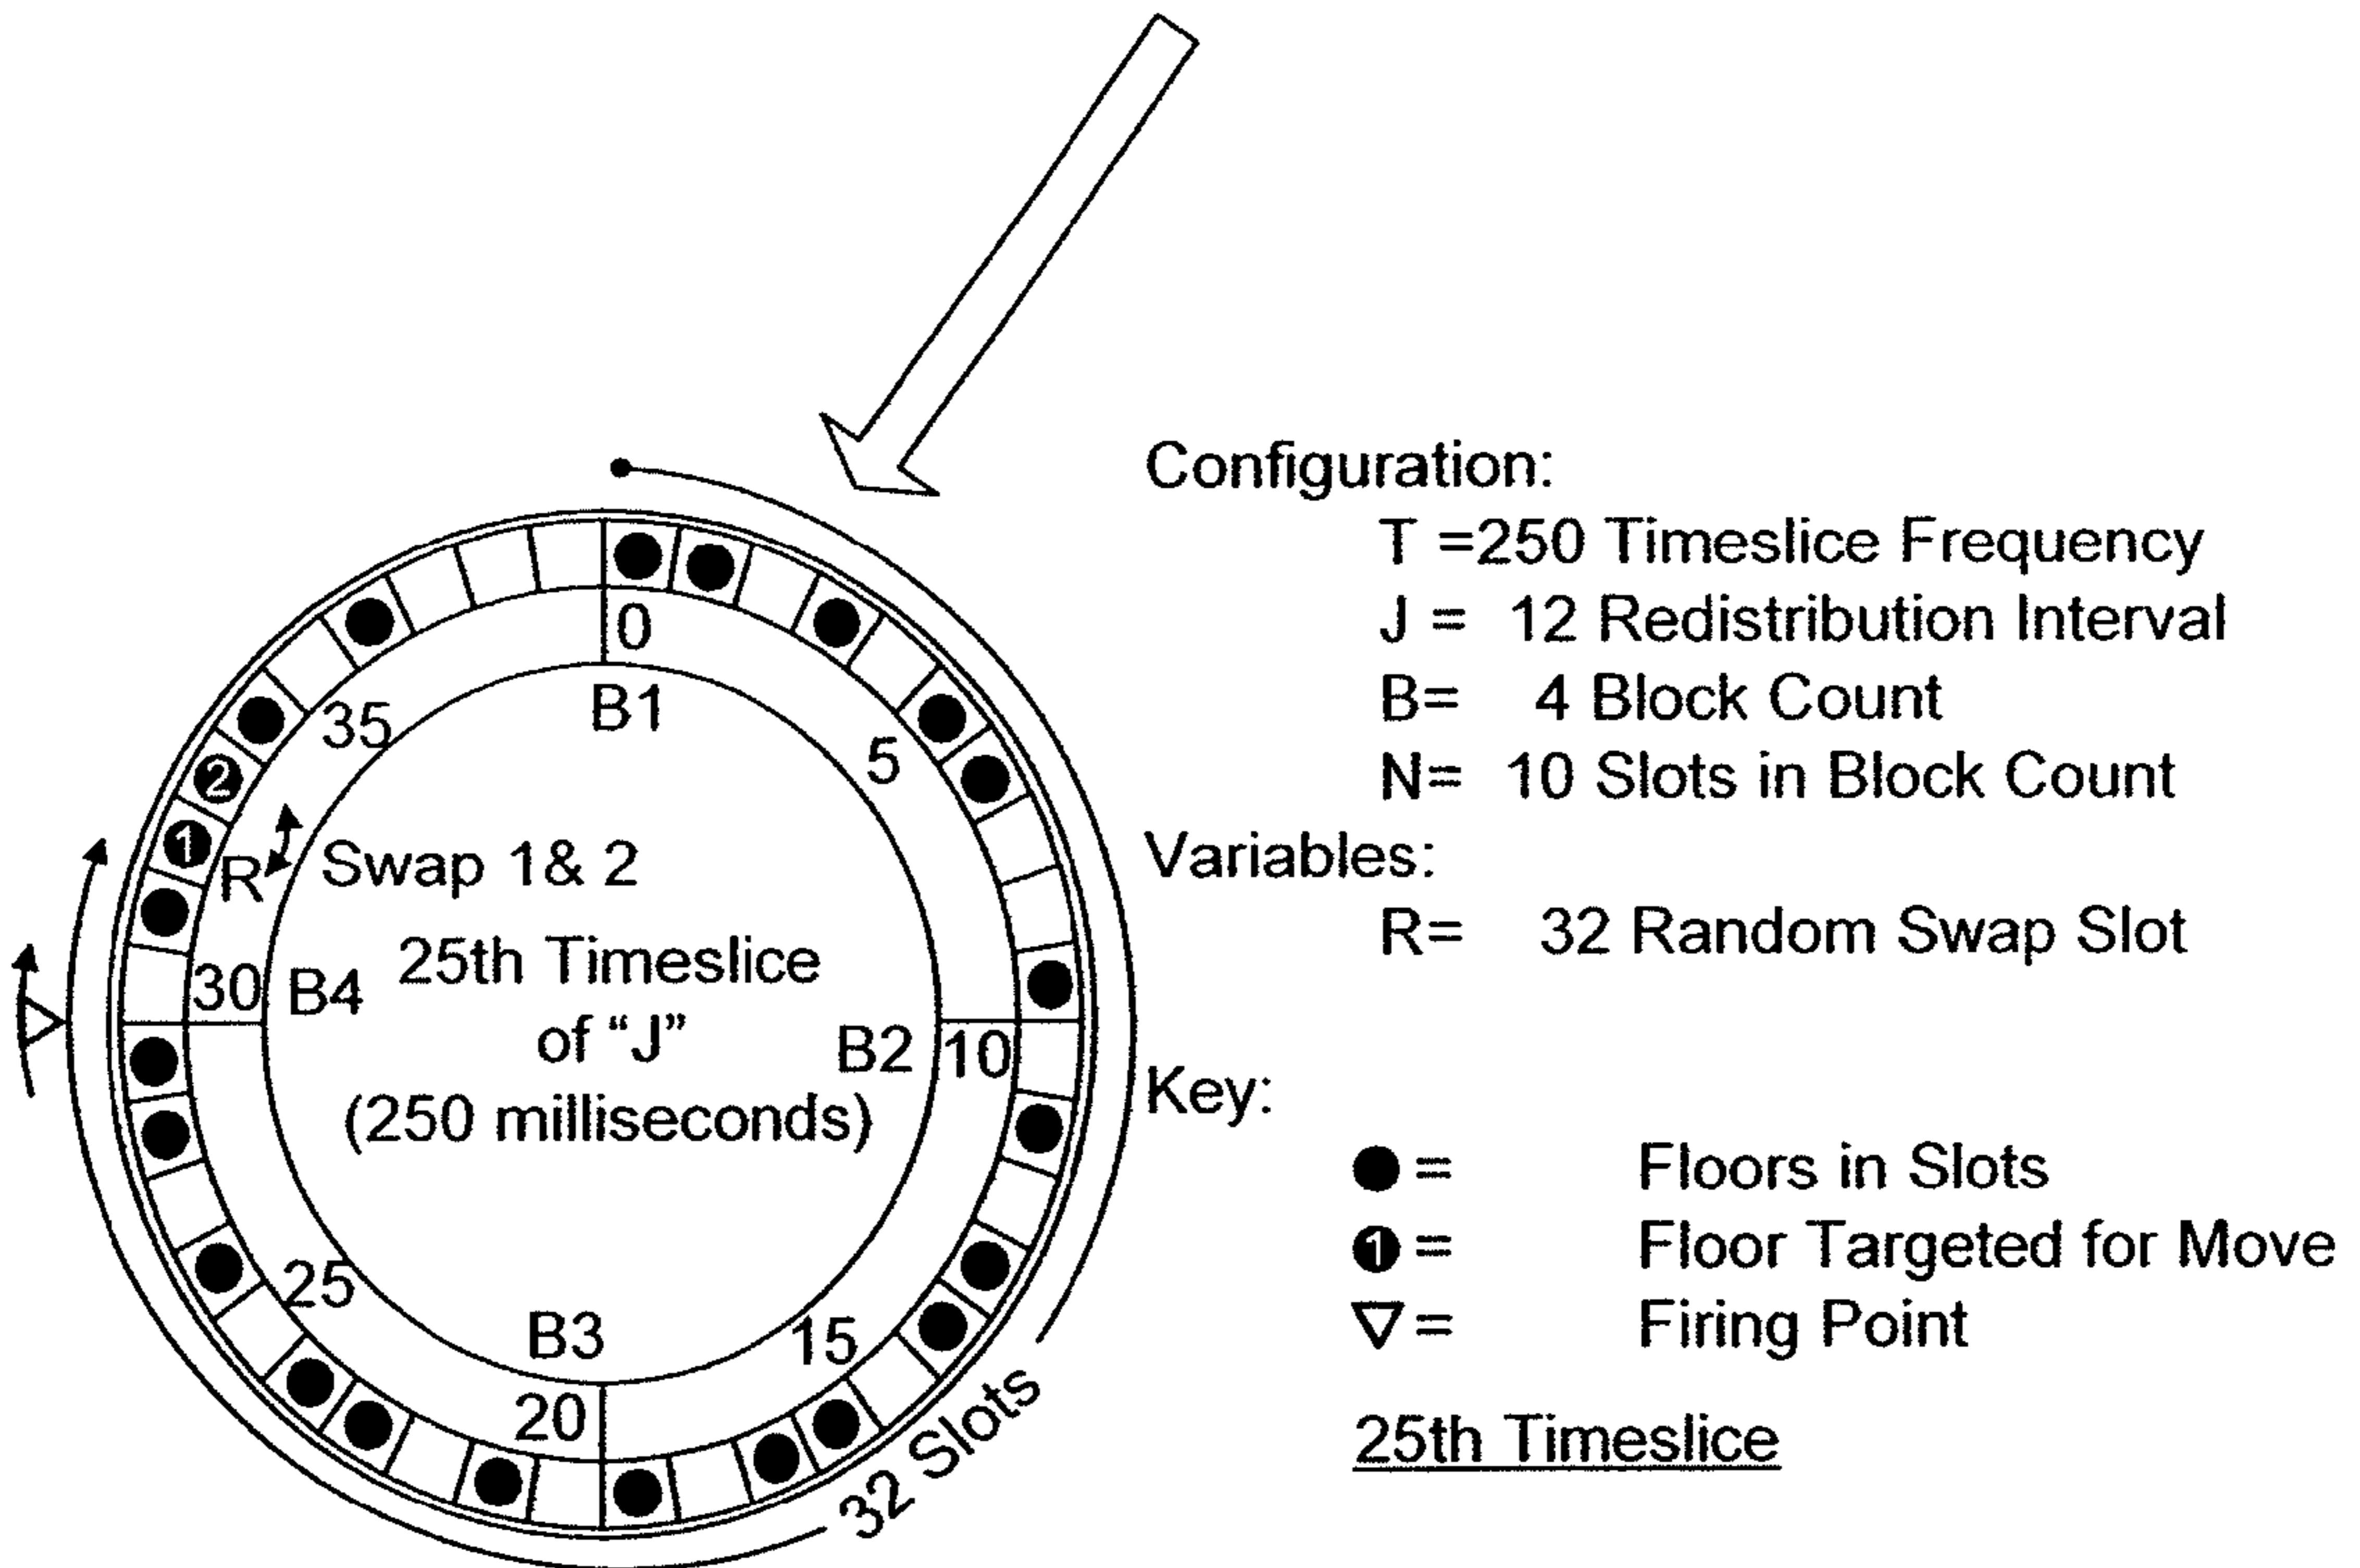 Configuration:
T =250 Timeslice Frequency
J = 12 Redistribution Interval
B= 4 Block Count
N= 10 Slots in Block Count
Variables:
R= 32 Random Swap Slot
Key:
= Floors in Slots
1 = Floor Targeted for Move
= Firing Point
25th Timeslice
0
B1
5
35
2
1
R
Swap 1& 2
25th Timeslice
of "J"
(250 milliseconds)
30
B4
B2
10
25
B3
15
20
32 Slots